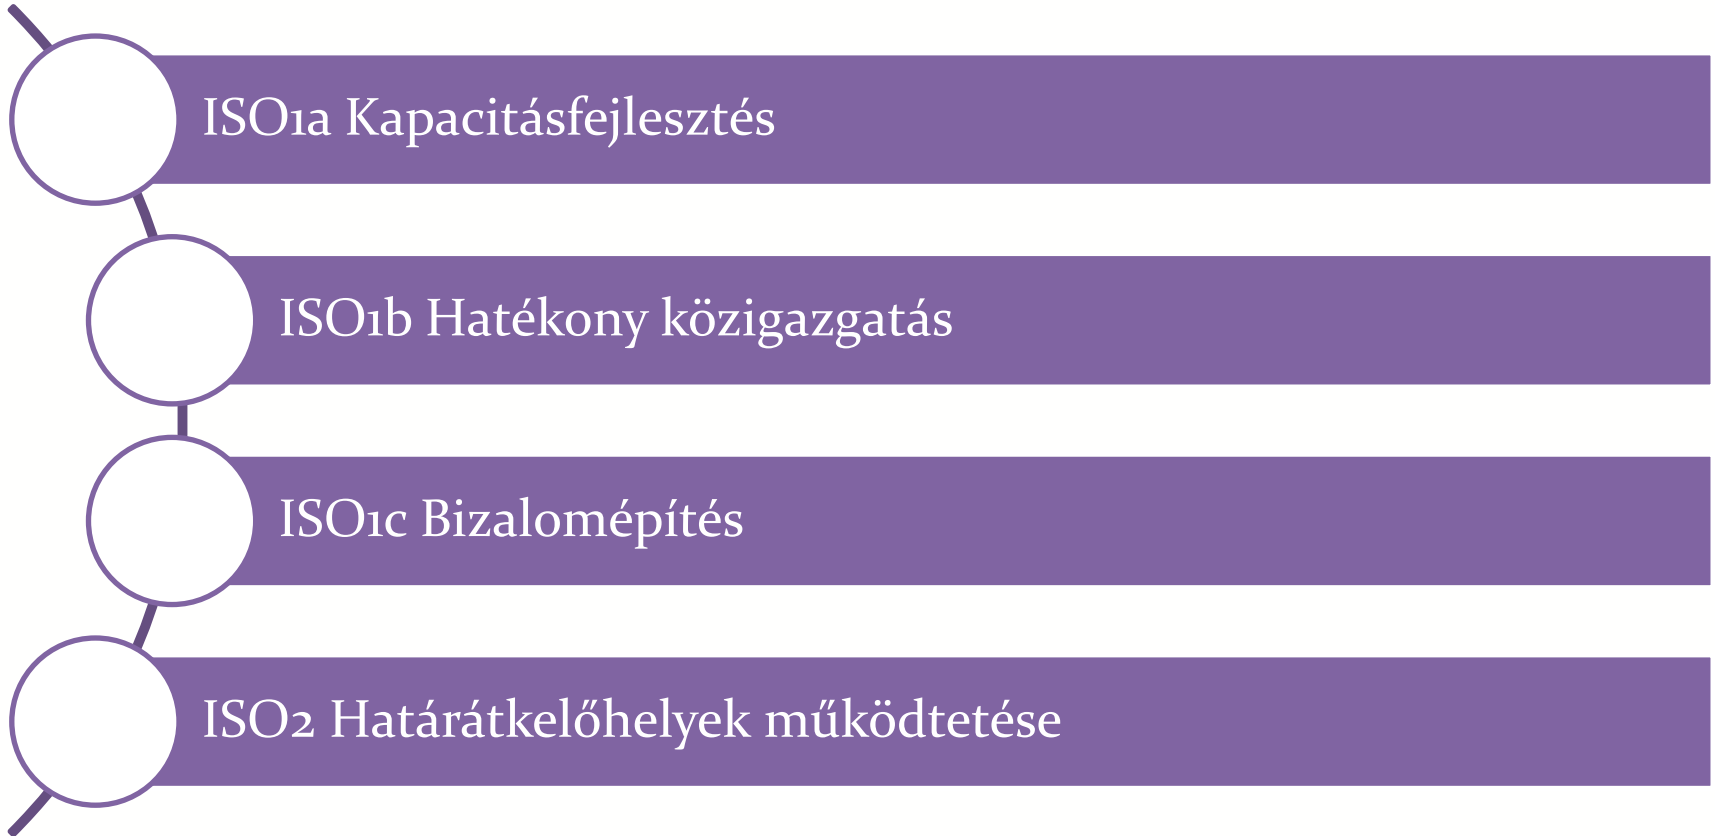 ISO1a Kapacitásfejlesztés
ISO1b Hatékony közigazgatás
ISO1c Bizalomépítés
ISO2 Határátkelőhelyek működtetése